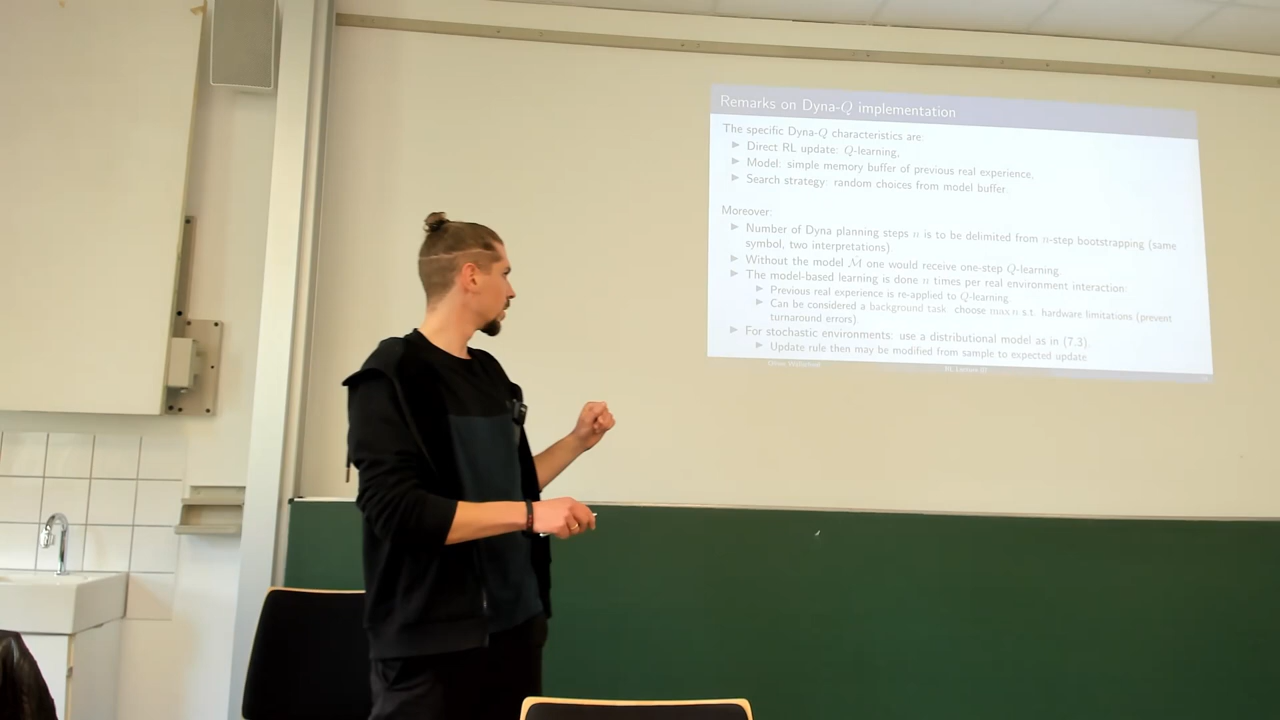 Remarks on Dyna-Q implementation
The specific Dyna-Q characteristics are:
▶ Direct RL update: Q-learning,
▶ Model: simple memory buffer of previous real experience,
▶ Search strategy: random choices from model buffer.
Moreover:
▶ Number of Dyna planning steps n is to be delimited from n-step bootstrapping (same
symbol, two interpretations).
▶ Without the model M one would receive one-step Q-learning.
▶ The model-based learning is done n times per real environment interaction:
▶ Previous real experience is re-applied to Q-learning.
▶ Can be considered a background task: choose max n s.t. hardware limitations (prevent
turnaround errors).
▶ For stochastic environments: use a distributional model as in (7.3).
▶ Update rule then may be modified from sample to expected update
RL Lecture 07